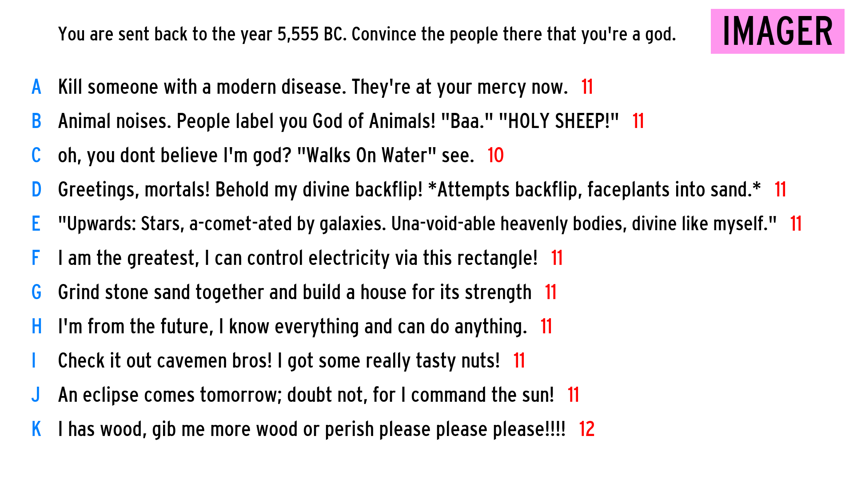 You are sent back to the year 5,555 BC. Convince the people there that you're a god.
IMAGER
A Kill someone with a modern disease. They're at your mercy now. 11
B Animal noises. People label you God of Animals! "Baa." "HOLY SHEEP!" 11
C oh, you dont believe I'm god? "Walks On Water" see. 10
D Greetings, mortals! Behold my divine backflip! *Attempts backflip, faceplants into sand.* 11
E "Upwards: Stars, a-comet-ated by galaxies. Una-void-able heavenly bodies, divine like myself." 11
F I am the greatest, I can control electricity via this rectangle! 11
G Grind stone sand together and build a house for its strength 11
H I'm from the future, I know everything and can do anything. 11
I Check it out cavemen bros! I got some really tasty nuts! 11
J An eclipse comes tomorrow; doubt not, for I command the sun! 11
K I has wood, gib me more wood or perish please please please!!!! 12